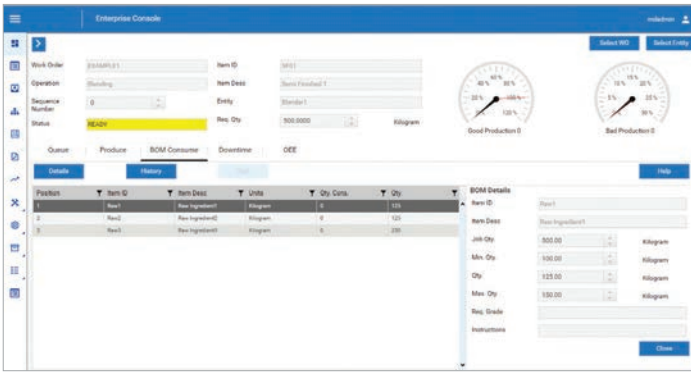 Enterprise Console
mdadmin
Select WO Select Entity
Work Order EXAMPLE1 Item ID SF01
Operation Blending Item Desc Semi Finished 1
Sequence Number 0 Entity Blender1
Status READY Req. Qty. 500.0000 Kilogram
Good Production 0 Bad Production 0
Queue Produce BOM Consume Downtime OEE
Details History Help
Position Item ID Item Desc Units Qty. Cons. Qty
1 Raw1 Raw Ingredient1 Kilogram 0 125
2 Raw2 Raw Ingredient2 Kilogram 0 125
3 Raw3 Kilogram 0 250
BOM Details
Item ID Raw1
Item Desc Raw Ingredient1
Job Qty. 500.00 Kilogram
Min. Qty. 100.00 Kilogram
Qty. 125.00 Kilogram
Max. Qty 150.00 Kilogram
Req. Grade
Instructions
Close